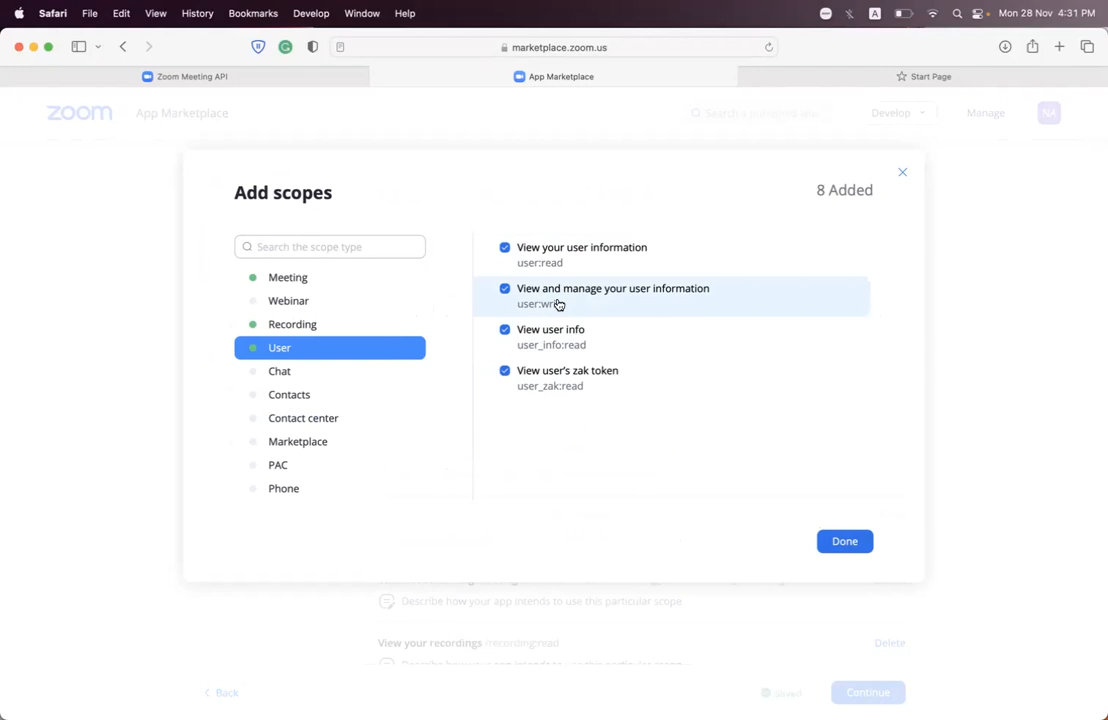 Safari File Edit View History Bookmarks Develop Window Help A Mon 28 Nov 4:31 PM
marketplace.zoom.us
Zoom Meeting API App Marketplace Start Page
zoom App Marketplace Search Develop Manage NA
Add scopes 8 Added
Search the scope type
Meeting
Webinar
Recording
User
Chat
Contacts
Contact center
Marketplace
PAC
Phone
View your user information
user:read
View and manage your user information
View user info
user_info:read
View user's zak token
user_zak:read
Done
Describe how your app intends to use this particular scope
View your recordings /recording:read Delete
Back Saved Continue